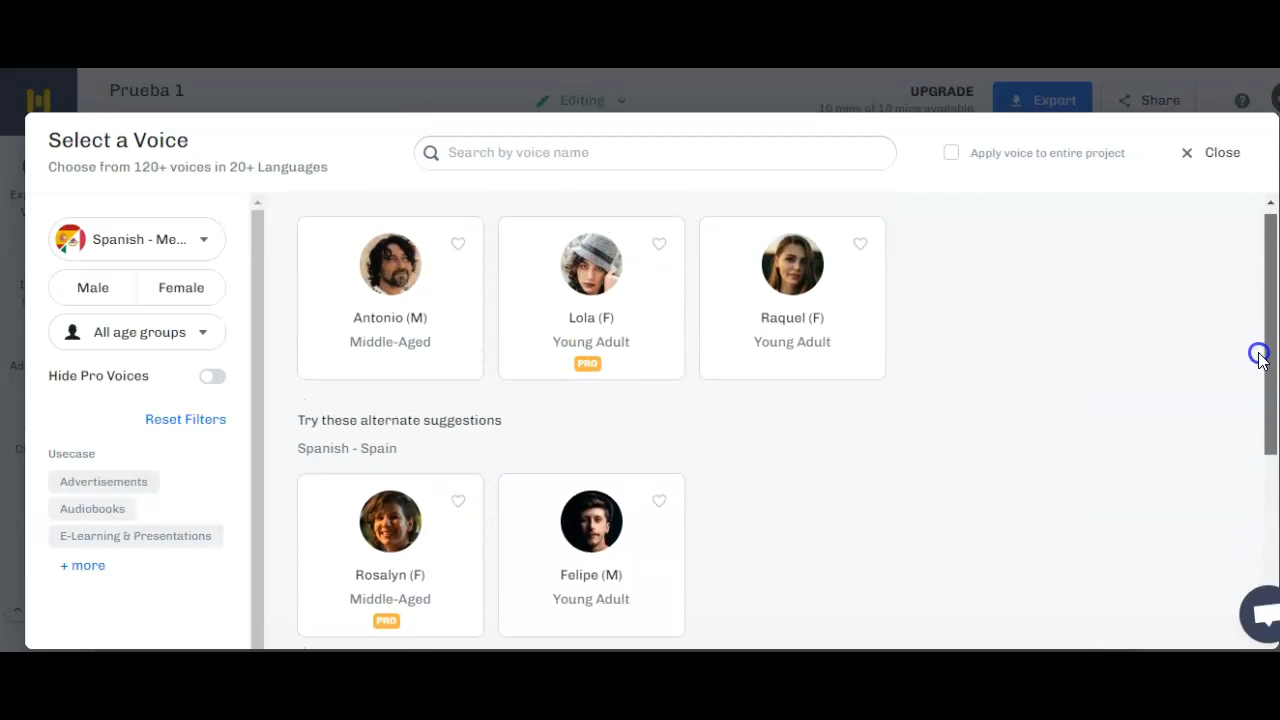 Prueba 1
Editing
UPGRADE
10 mins of 10 mins available
Export
Share
Select a Voice
Choose from 120+ voices in 20+ Languages
Search by voice name
Apply voice to entire project
Close
Spanish - Me...
Male
Female
All age groups
Hide Pro Voices
Reset Filters
Usecase
Advertisements
Audiobooks
E-Learning & Presentations
+ more
Antonio (M)
Middle-Aged
Lola (F)
Young Adult
PRO
Raquel (F)
Young Adult
Try these alternate suggestions
Spanish - Spain
Rosalyn (F)
Middle-Aged
PRO
Felipe (M)
Young Adult